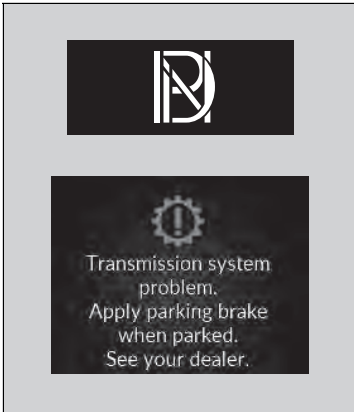 Transmission system
problem.
Apply parking brake
when parked.
See your dealer.